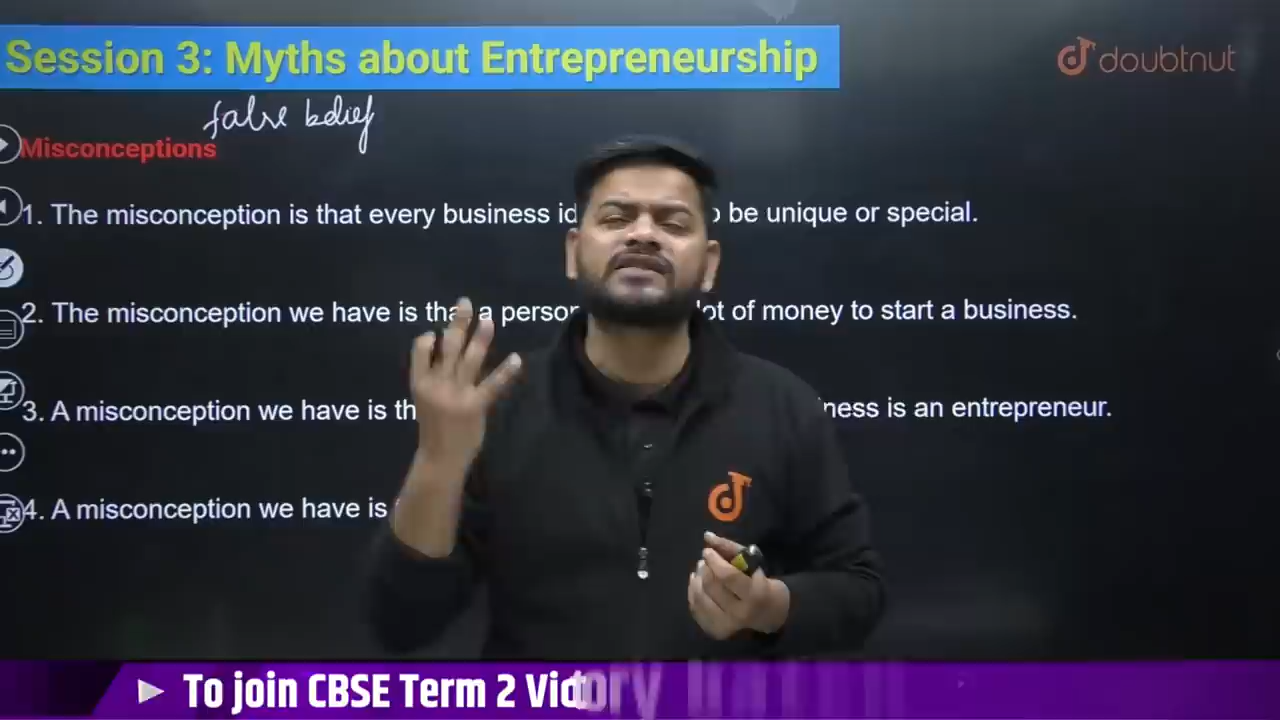 Session 3: Myths about Entrepreneurship
doubtnut
false belief
Misconceptions
1. The misconception is that every business id o be unique or special.
2. The misconception we have is that a person lot of money to start a business.
3. A misconception we have is th ness is an entrepreneur.
4. A misconception we have is
To join CBSE Term 2 Victory